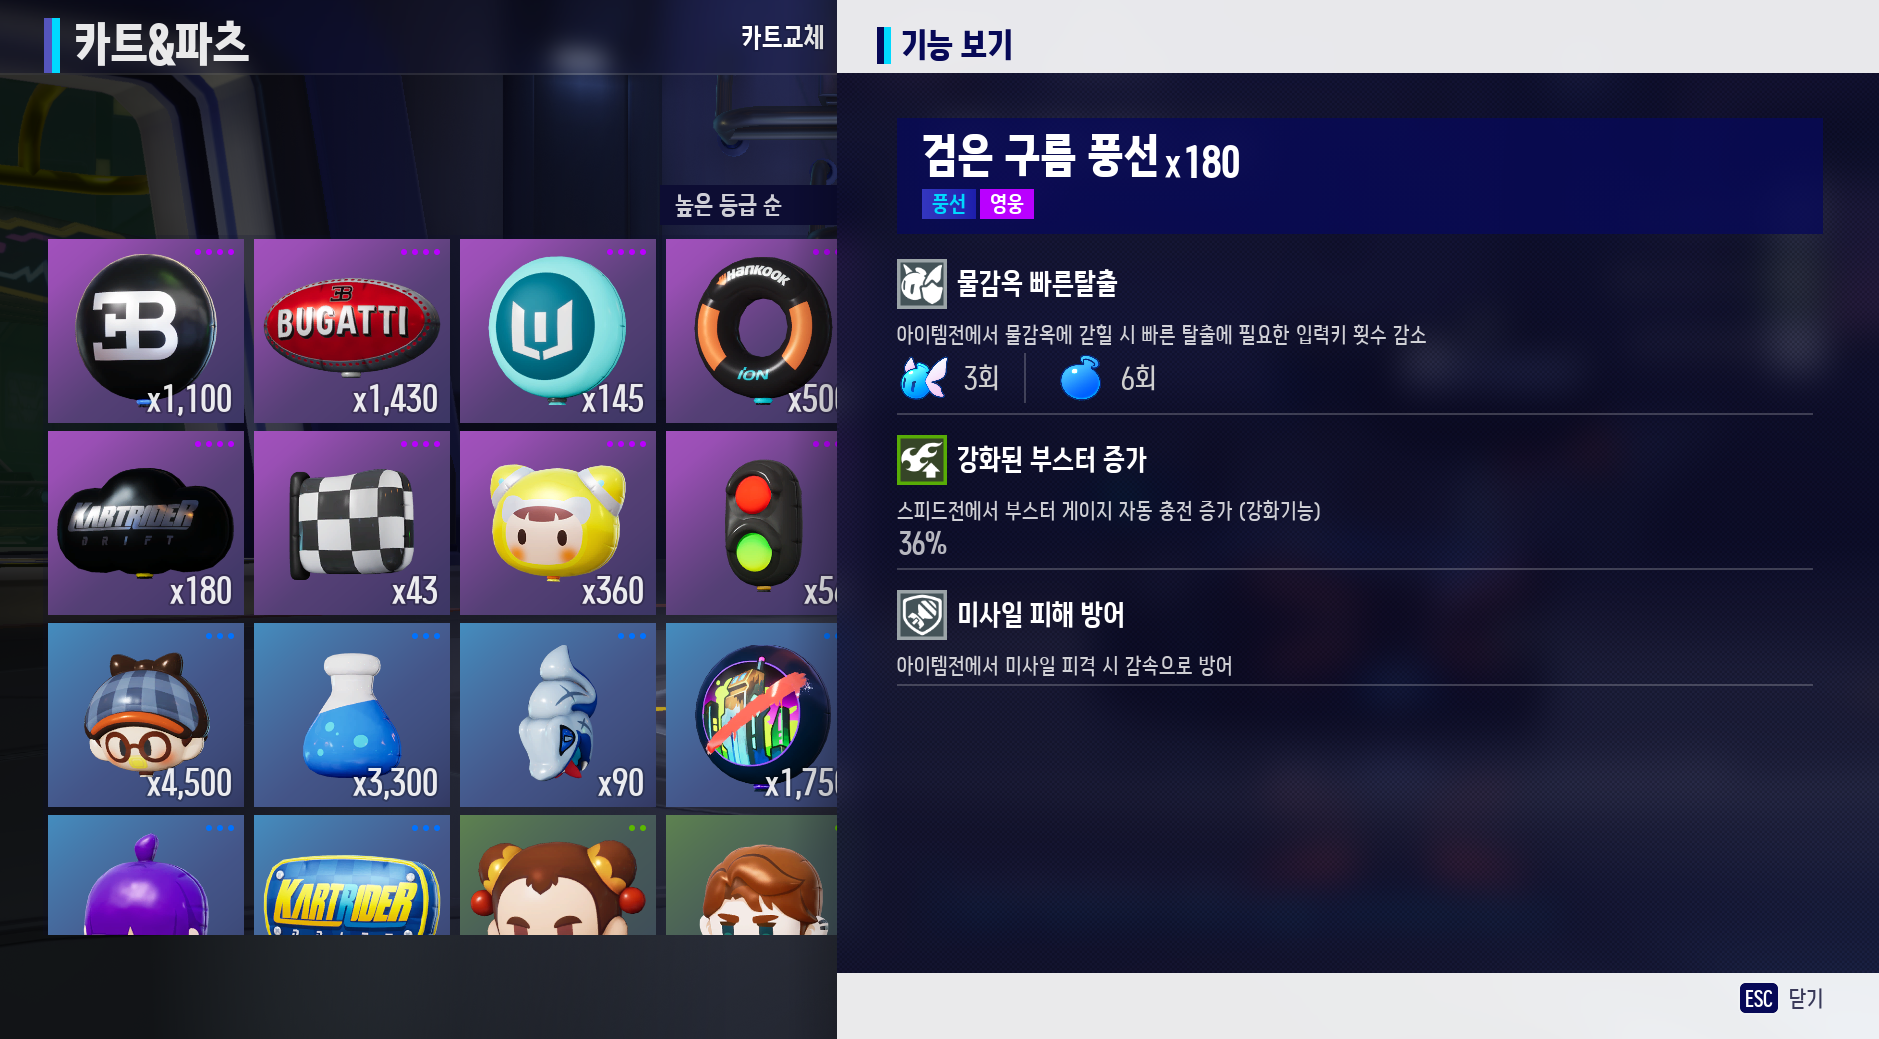 카트&파츠
카트교체
높은 등급 순
x1,100
BUGATTI
x1,430
x145
HANKOOK
iON
KARTRIDER
DRIFT
x180
x43
x360
x4,500
x3,300
x90
KARTRIDER
기능 보기
검은 구름 풍선 x180
풍선 영웅
물감옥 빠른탈출
아이템전에서 물감옥에 갇힐 시 빠른 탈출에 필요한 입력키 횟수 감소
3회 6회
강화된 부스터 증가
스피드전에서 부스터 게이지 자동 충전 증가 (강화기능)
36%
미사일 피해 방어
아이템전에서 미사일 피격 시 감속으로 방어
ESC 닫기